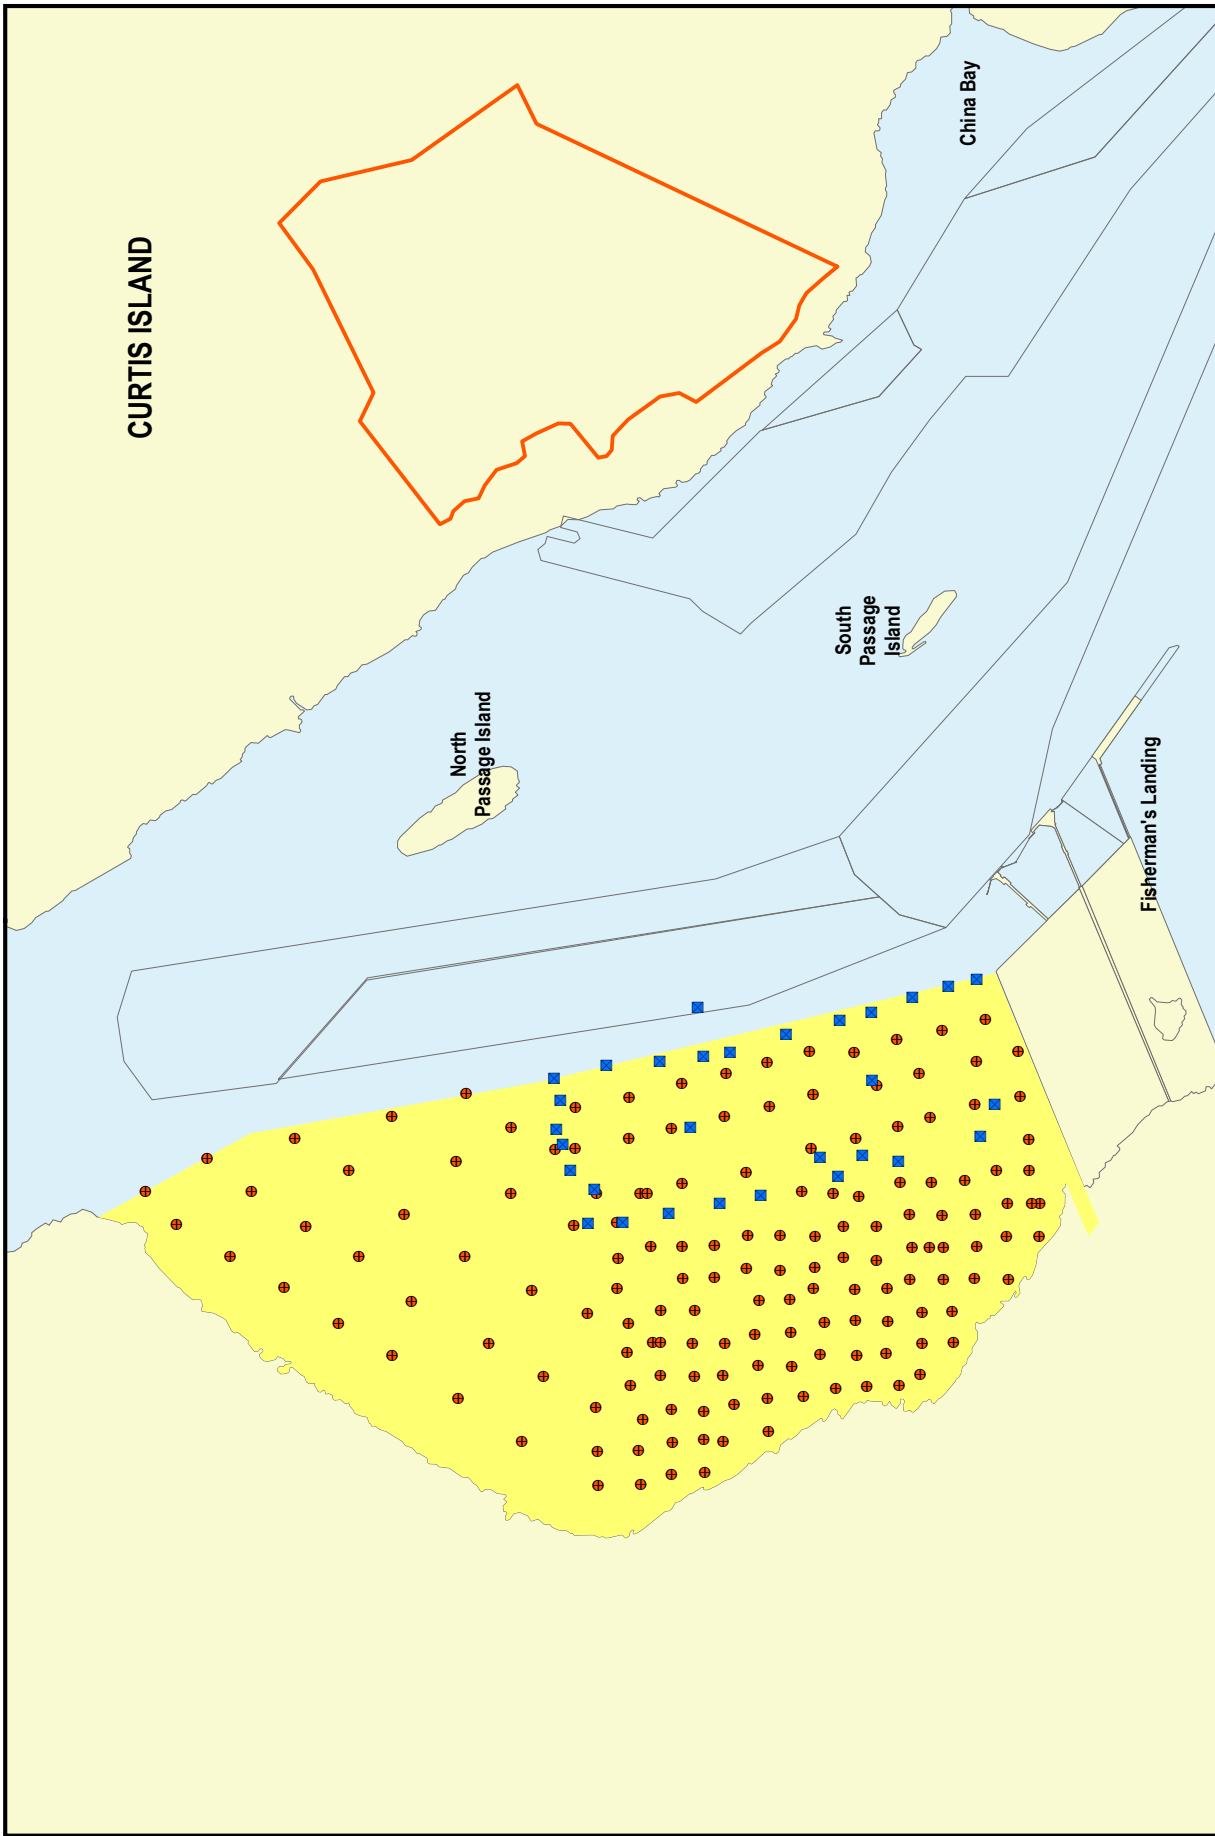 CURTIS ISLAND
China Bay
North
Passage Island
South
Passage
Island
Fisherman's Landing